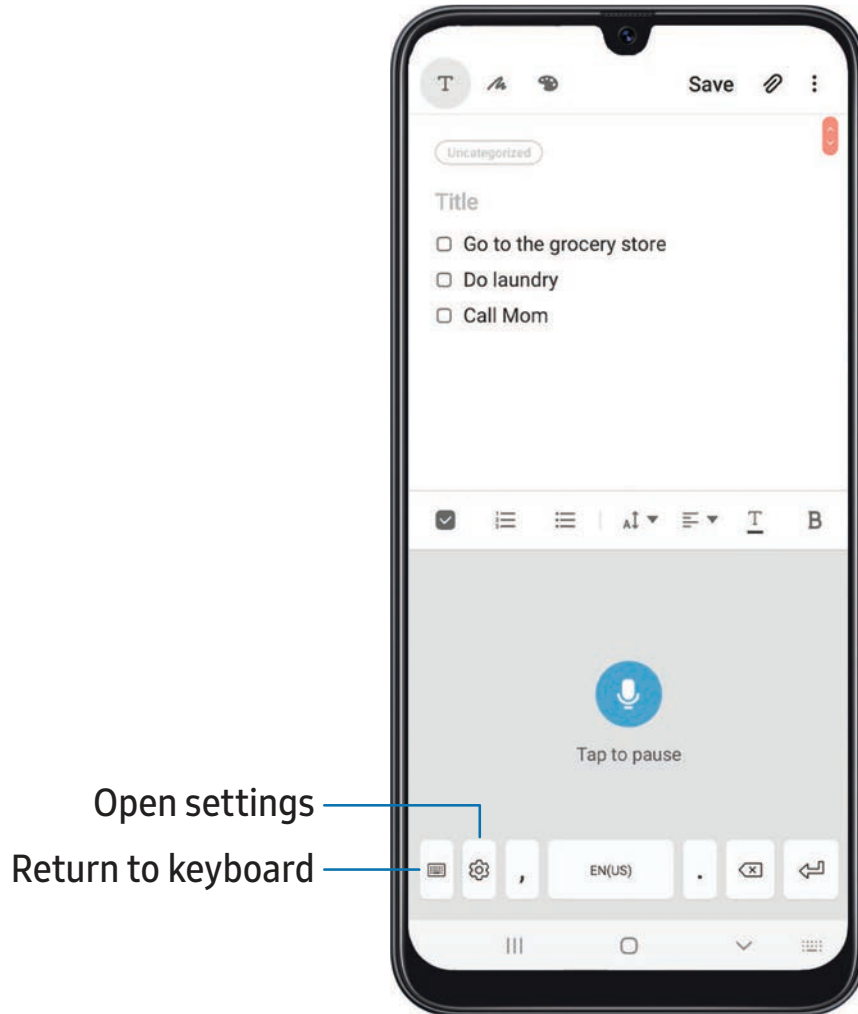 T Save
Uncategorized
Title
Go to the grocery store
Do laundry
Call Mom
T B
Tap to pause
Open settings
Return to keyboard
, EN(US) .